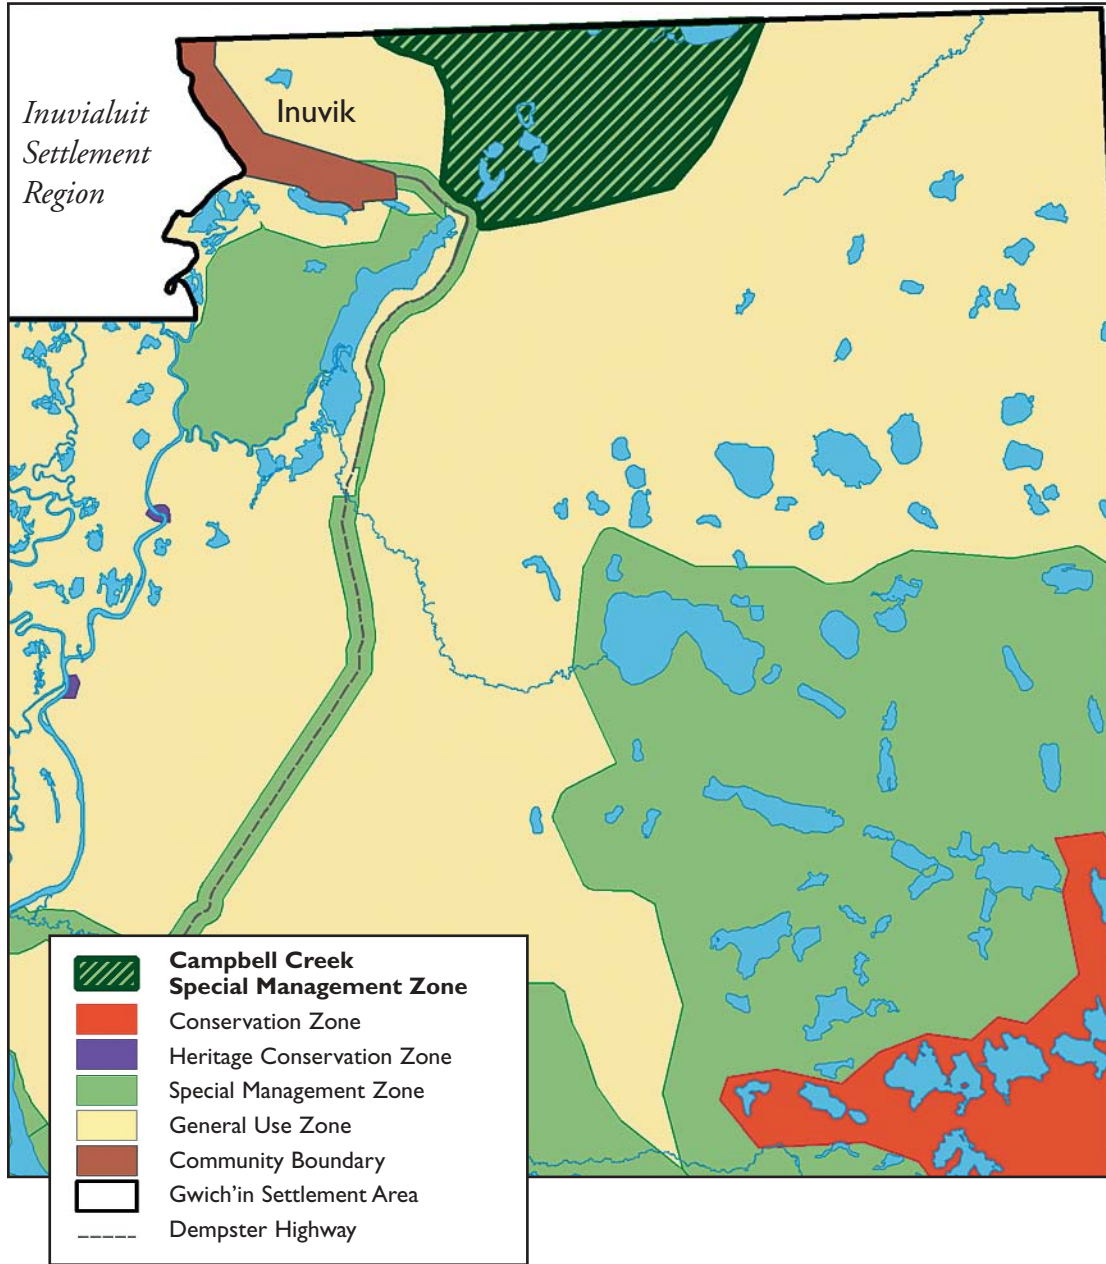 Inuvialuit
Settlement
Region
Inuvik
Campbell Creek
Special Management Zone
Conservation Zone
Heritage Conservation Zone
Special Management Zone
General Use Zone
Community Boundary
Gwich’in Settlement Area
Dempster Highway